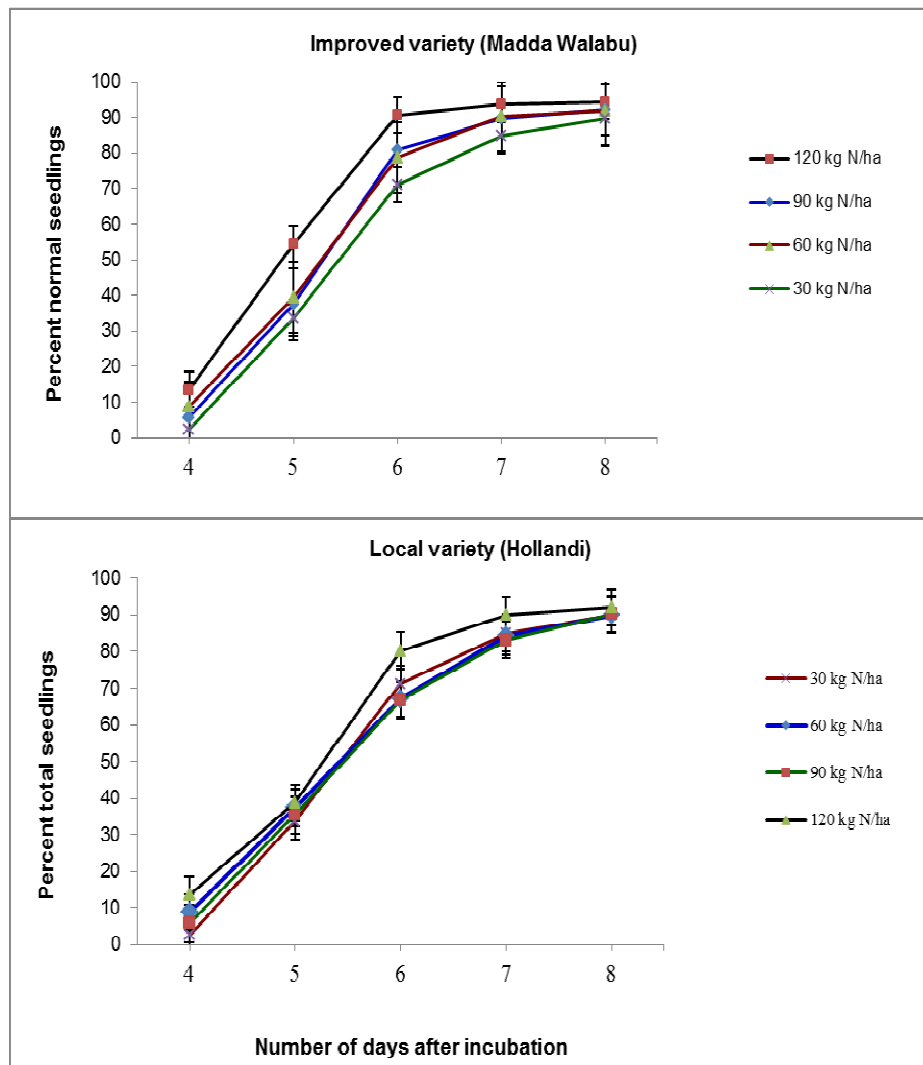 Improved variety (Madda Walabu)
Percent normal seedlings
100
90
80
70
60
50
40
30
20
10
0
4 5 6 7 8
120 kg N/ha
90 kg N/ha
60 kg N/ha
30 kg N/ha
Local variety (Hollandi)
Percent total seedlings
100
90
80
70
60
50
40
30
20
10
0
4 5 6 7 8
30 kg N/ha
60 kg N/ha
90 kg N/ha
120 kg N/ha
Number of days after incubation